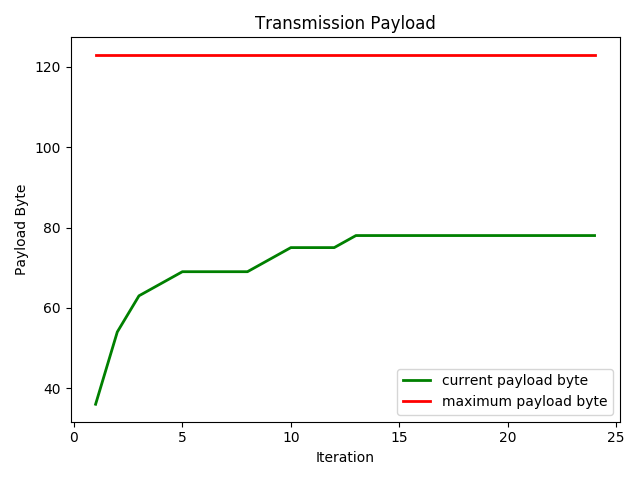 Transmission Payload
120
100
80
60
40
Payload Byte
current payload byte
maximum payload byte
0 5 10 15 20 25
Iteration